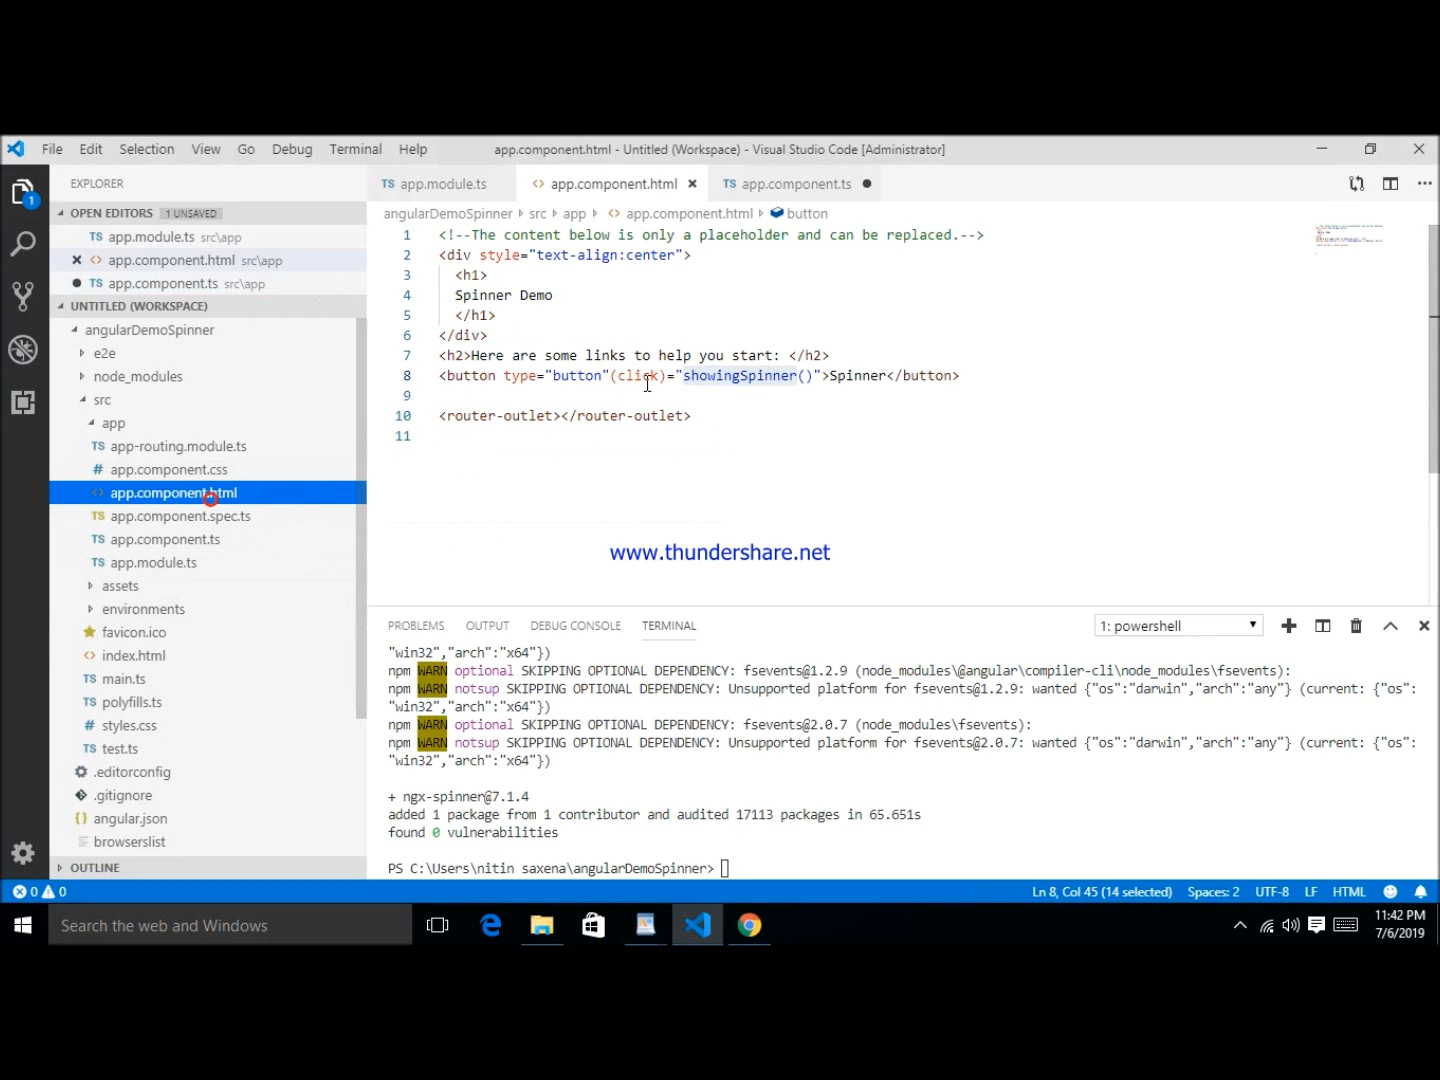 File Edit Selection View Go Debug Terminal Help app.component.html - Untitled (Workspace) - Visual Studio Code [Administrator]
EXPLORER
OPEN EDITORS 1 UNSAVED
TS app.module.ts src\app
<> app.component.html src\app
TS app.component.ts src\app
UNTITLED (WORKSPACE)
angularDemoSpinner
e2e
node_modules
src
app
TS app-routing.module.ts
# app.component.css
<> app.component.html
TS app.component.spec.ts
TS app.component.ts
TS app.module.ts
assets
environments
favicon.ico
<> index.html
TS main.ts
TS polyfills.ts
# styles.css
TS test.ts
.editorconfig
.gitignore
{} angular.json
browserslist
OUTLINE
1
TS app.module.ts <> app.component.html TS app.component.ts
angularDemoSpinner src app <> app.component.html button
1 <!--The content below is only a placeholder and can be replaced.-->
2 <div style="text-align:center">
3 <h1>
4 Spinner Demo
5 </h1>
6 </div>
7 <h2>Here are some links to help you start: </h2>
8 <button type="button"(click)="showingSpinner()">Spinner</button>
9
10 <router-outlet></router-outlet>
11
www.thundershare.net
PROBLEMS OUTPUT DEBUG CONSOLE TERMINAL 1: powershell
"win32","arch":"x64"})
npm WARN optional SKIPPING OPTIONAL DEPENDENCY: fsevents@1.2.9 (node_modules\@angular\compiler-cli\node_modules\fsevents):
npm WARN notsup SKIPPING OPTIONAL DEPENDENCY: Unsupported platform for fsevents@1.2.9: wanted {"os":"darwin","arch":"any"} (current: {"os":
"win32","arch":"x64"})
npm WARN optional SKIPPING OPTIONAL DEPENDENCY: fsevents@2.0.7 (node_modules\fsevents):
npm WARN notsup SKIPPING OPTIONAL DEPENDENCY: Unsupported platform for fsevents@2.0.7: wanted {"os":"darwin","arch":"any"} (current: {"os":
"win32","arch":"x64"})
+ ngx-spinner@7.1.4
added 1 package from 1 contributor and audited 17113 packages in 65.651s
found 0 vulnerabilities
PS C:\Users\nitin saxena\angularDemoSpinner>
0 0 Ln 8, Col 45 (14 selected) Spaces: 2 UTF-8 LF HTML
Search the web and Windows
11:42 PM
7/6/2019